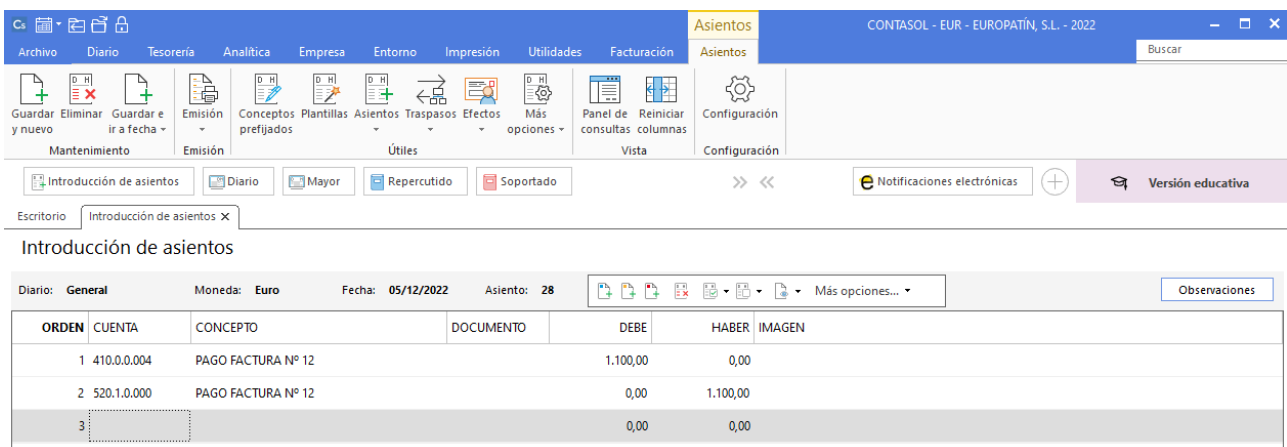 Cs Asientos CONTASOL - EUR - EUROPATÍN, S.L. - 2022
Archivo Diario Tesorería Analítica Empresa Entorno Impresión Utilidades Facturación Asientos Buscar
D H D H D H D H D H
Guardar Eliminar Guardar e Emisión Conceptos Plantillas Asientos Traspasos Efectos Más Panel de Reiniciar Configuración
y nuevo ir a fecha prefijados opciones consultas columnas
Mantenimiento Emisión Útiles Vista Configuración
Introducción de asientos Diario Mayor Repercutido Soportado e Notificaciones electrónicas Versión educativa
Escritorio Introducción de asientos X
Introducción de asientos
Diario: General Moneda: Euro Fecha: 05/12/2022 Asiento: 28 Más opciones... Observaciones
ORDEN CUENTA CONCEPTO DOCUMENTO DEBE HABER IMAGEN
1 410.0.0.004 PAGO FACTURA Nº 12 1.100,00 0,00
2 520.1.0.000 PAGO FACTURA Nº 12 0,00 1.100,00
3 0,00 0,00